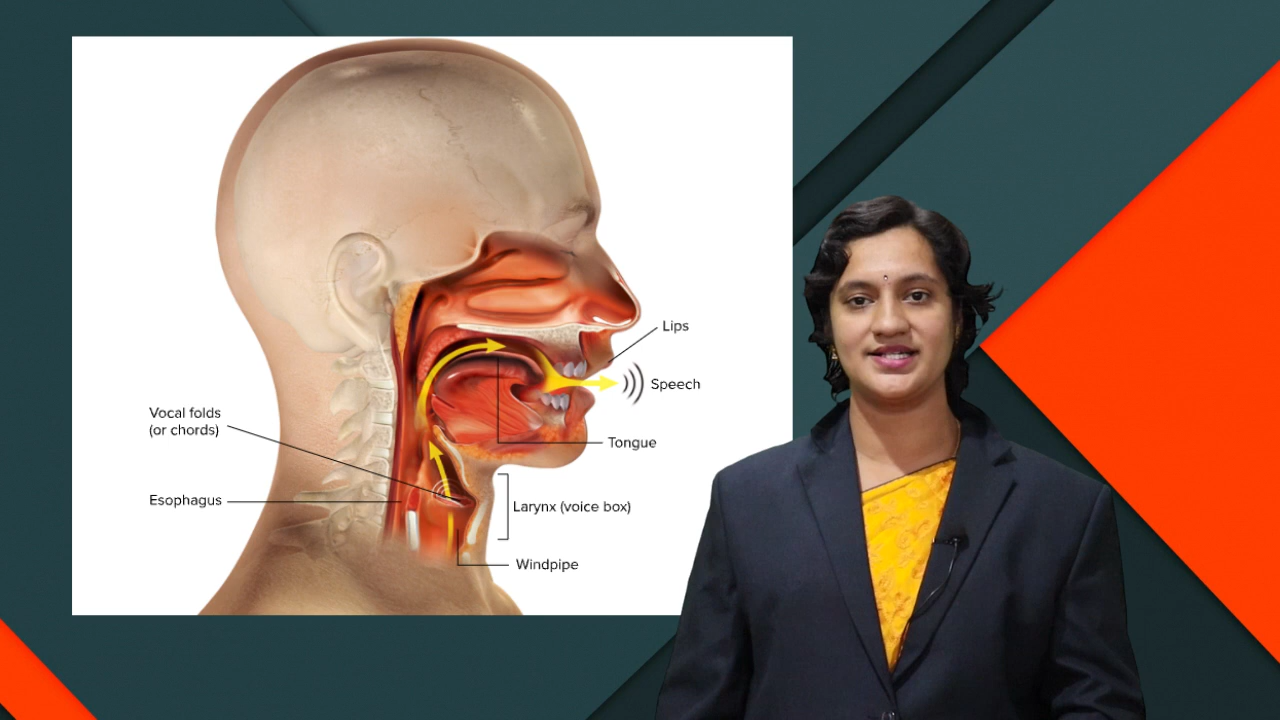 Lips
Speech
Vocal folds
(or chords)
Tongue
Esophagus
Larynx (voice box)
Windpipe